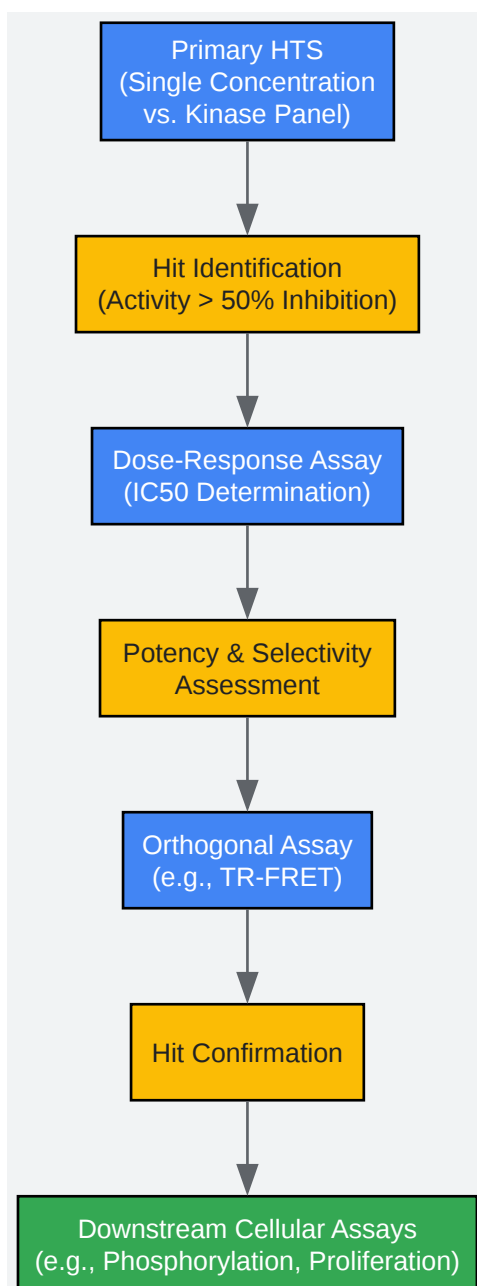 Primary HTS
(Single Concentration
vs. Kinase Panel)
Hit Identification
(Activity > 50% Inhibition)
Dose-Response Assay
(IC50 Determination)
Potency & Selectivity
Assessment
Orthogonal Assay
(e.g., TR-FRET)
Hit Confirmation
Downstream Cellular Assays
(e.g., Phosphorylation, Proliferation)